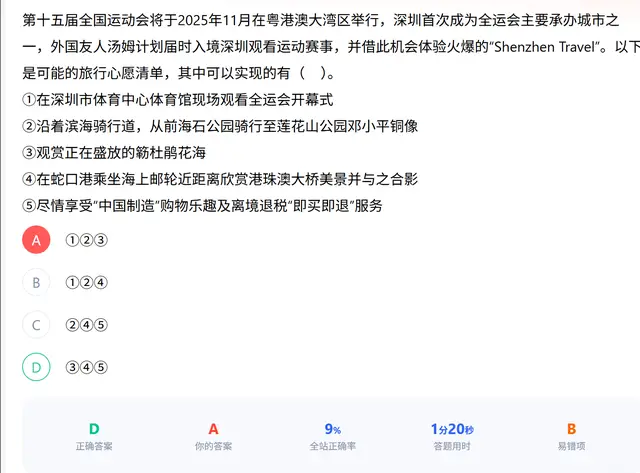 第十五届全国运动会将于2025年11月在粤港澳大湾区举行，深圳首次成为全运会主要承办城市之
一，外国友人汤姆计划届时入境深圳观看运动赛事，并借此机会体验火爆的“Shenzhen Travel”。以下
是可能的旅行心愿清单，其中可以实现的有（　）。
①在深圳市体育中心体育馆现场观看全运会开幕式
②沿着滨海骑行道，从前海石公园骑行至莲花山公园邓小平铜像
③观赏正在盛放的簕杜鹃花海
④在蛇口港乘坐海上邮轮近距离欣赏港珠澳大桥美景并与之合影
⑤尽情享受“中国制造”购物乐趣及离境退税“即买即退”服务
A ①②③
B ①②④
C ②④⑤
D ③④⑤
D A 9% 1分20秒 B
正确答案 你的答案 全站正确率 答题用时 易错项